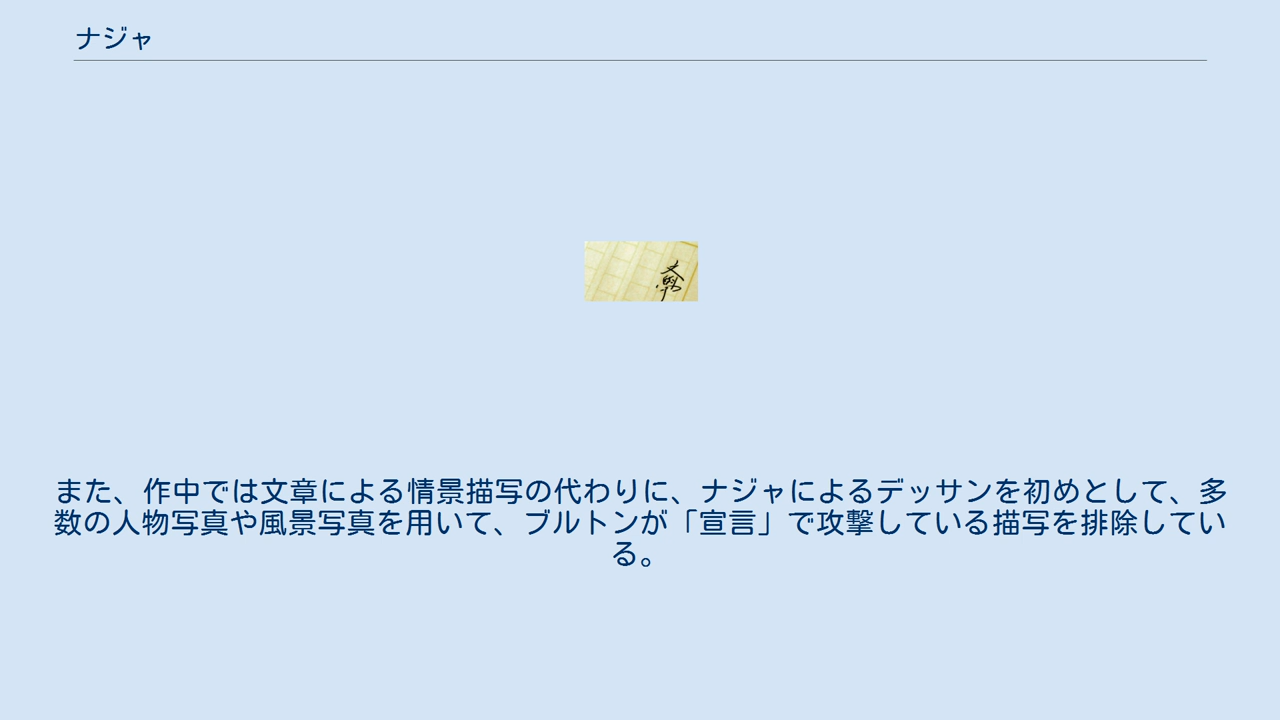 ナジャ
また、作中では文章による情景描写の代わりに、ナジャによるデッサンを初めとして、多
数の人物写真や風景写真を用いて、ブルトンが「宣言」で攻撃している描写を排除してい
る。